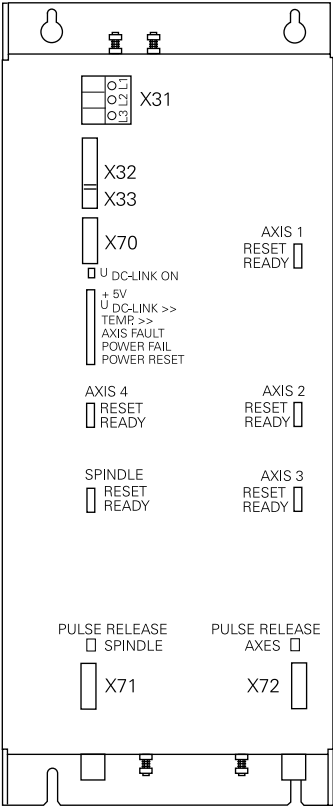 L1
L2
L3
X31
X32
X33
X70
U DC-LINK ON
+ 5V
U DC-LINK >>
TEMP. >>
AXIS FAULT
POWER FAIL
POWER RESET
AXIS 1
RESET
READY
AXIS 4
RESET
READY
AXIS 2
RESET
READY
SPINDLE
RESET
READY
AXIS 3
RESET
READY
PULSE RELEASE
SPINDLE
X71
PULSE RELEASE
AXES
X72